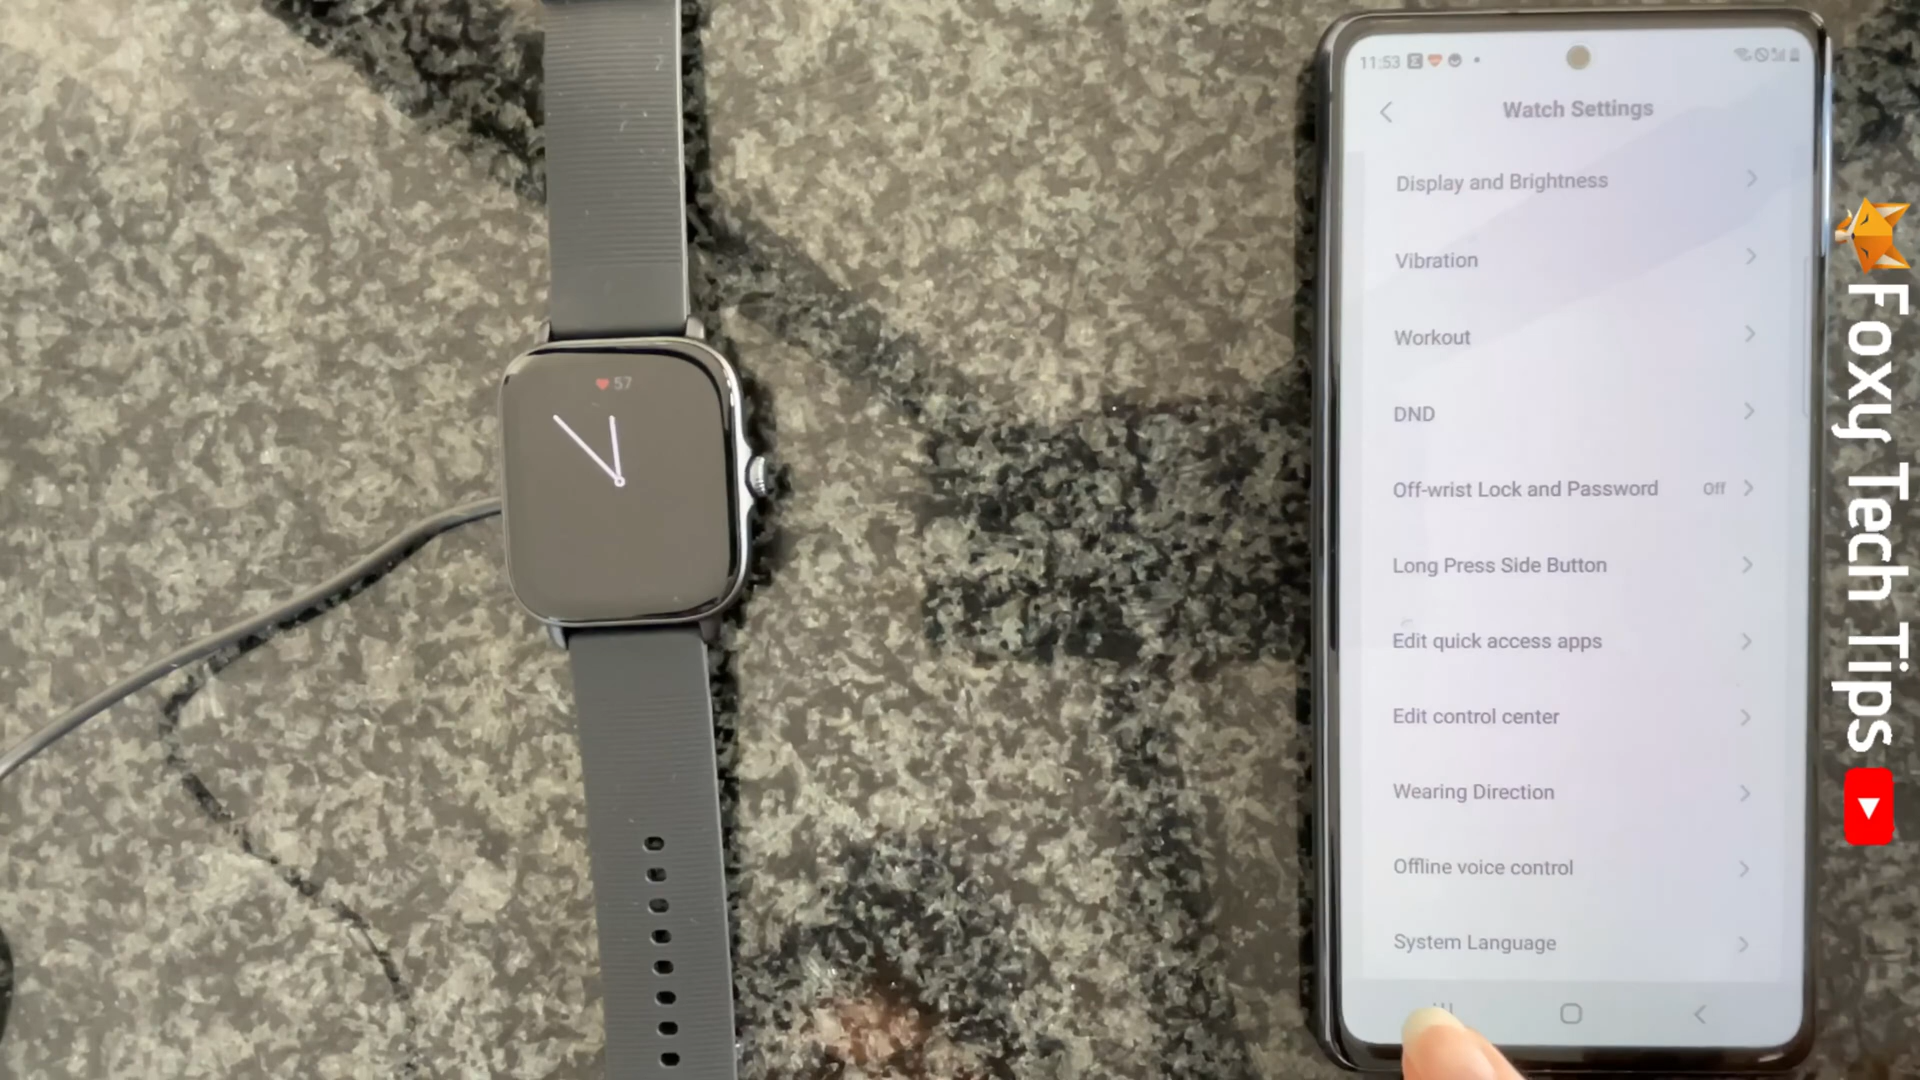 57
11:53
Watch Settings
Display and Brightness
Vibration
Workout
DND
Off-wrist Lock and Password Off
Long Press Side Button
Edit quick access apps
Edit control center
Wearing Direction
Offline voice control
System Language
Foxy Tech Tips